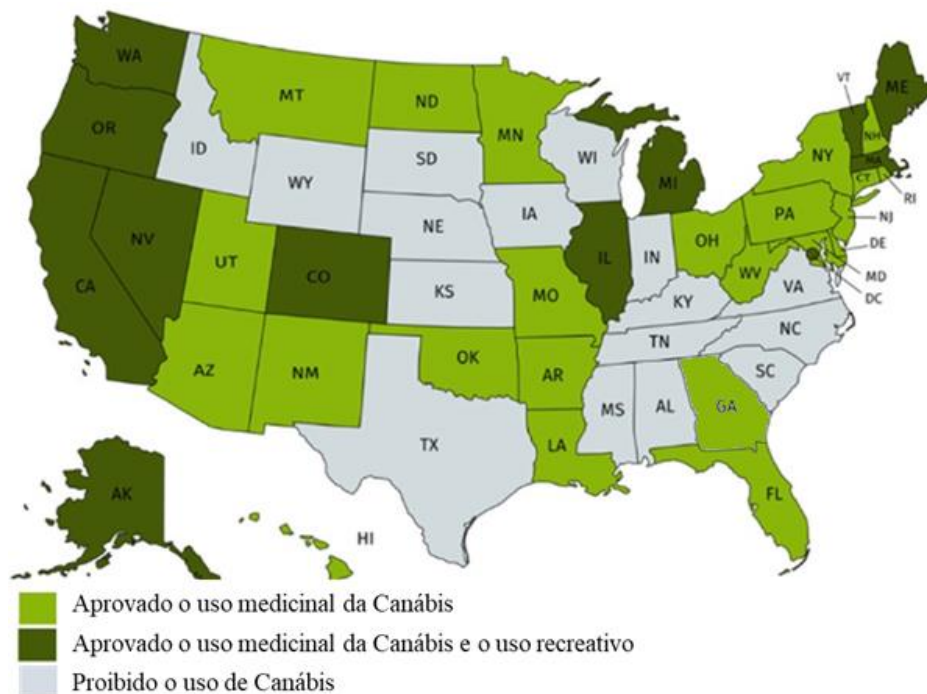 WA
MT
ND
MN
VT
ME
OR
ID
SD
WI
NY
NH
MA
CT
RI
WY
MI
NE
IA
PA
NJ
NV
UT
CO
IL
IN
OH
WV
DE
MD
DC
CA
KS
MO
KY
VA
TN
NC
AZ
NM
OK
AR
SC
MS
AL
GA
TX
LA
FL
AK
HI
Aprovado o uso medicinal da Canábis
Aprovado o uso medicinal da Canábis e o uso recreativo
Proibido o uso de Canábis